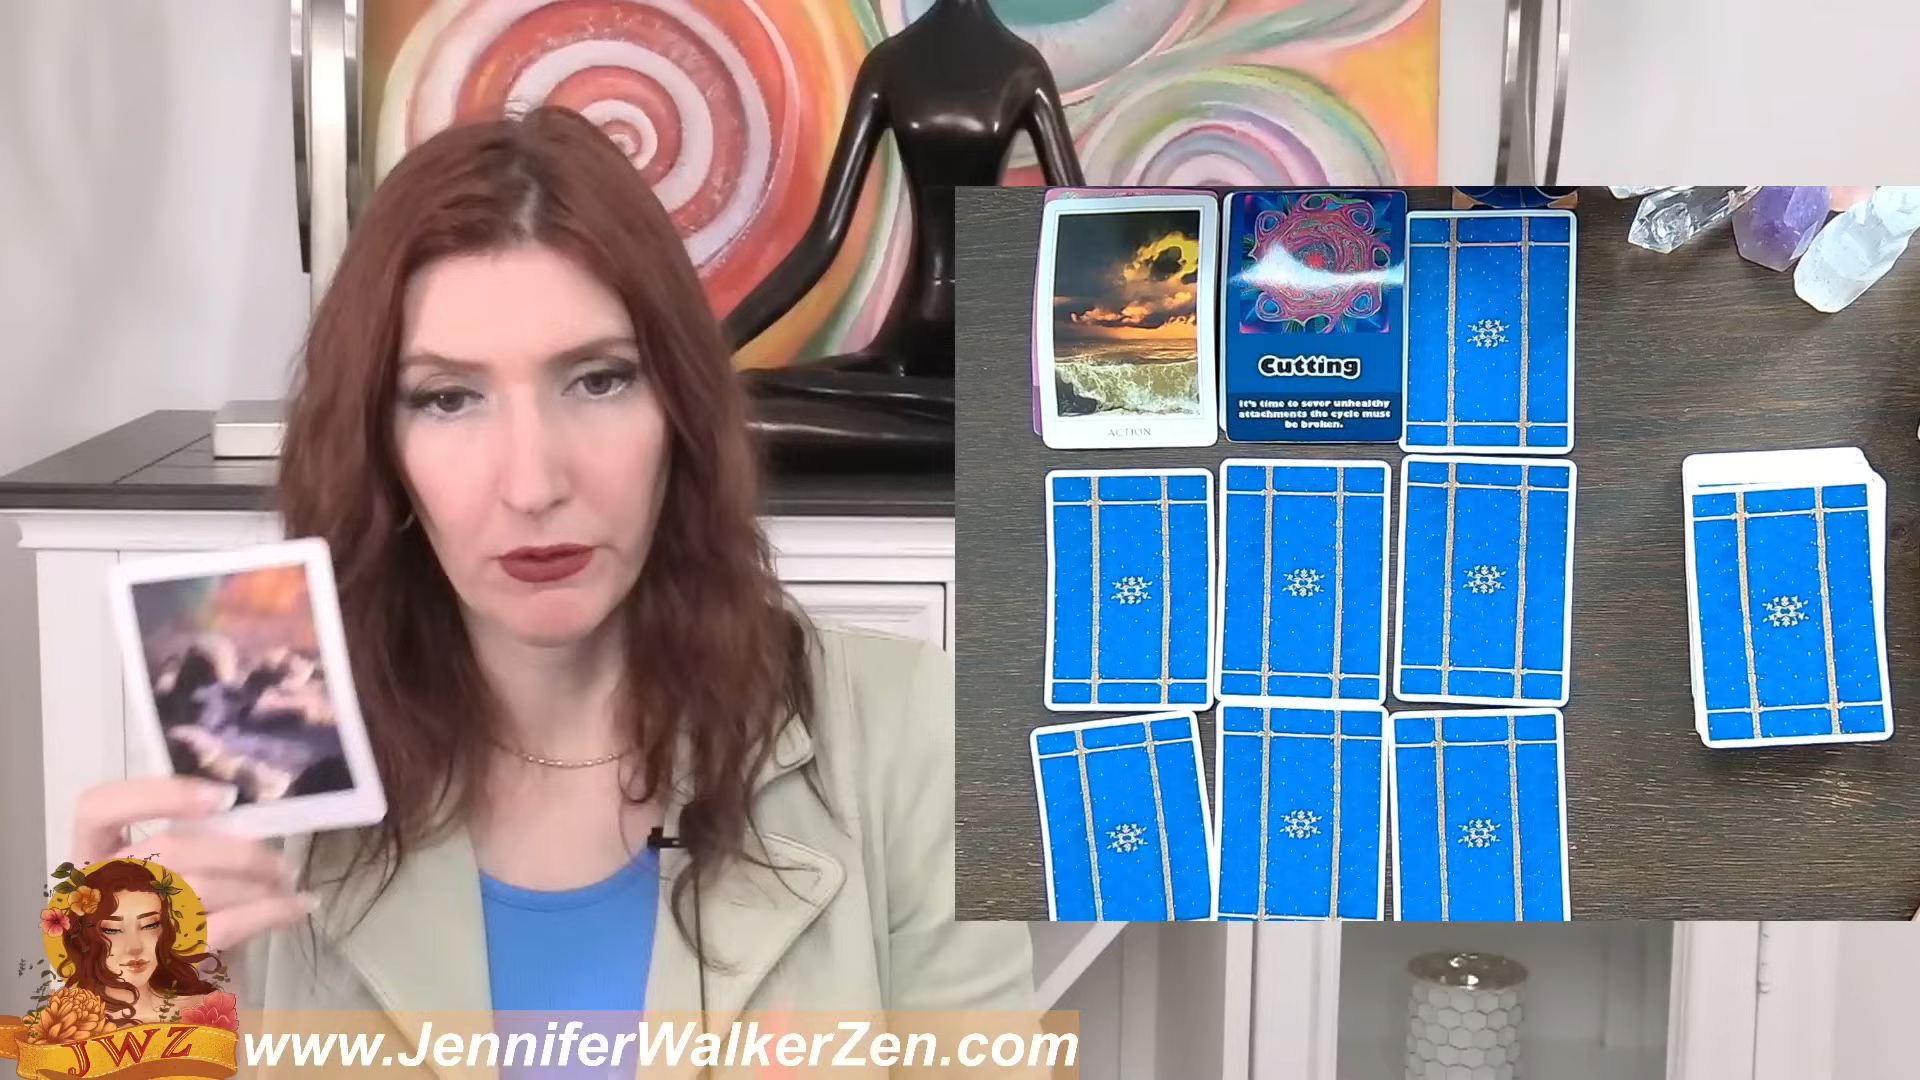 ACTION
Cutting
It's time to sever unhealthy
attachments the cycle must
be broken.
JWZ
www.JenniferWalkerZen.com